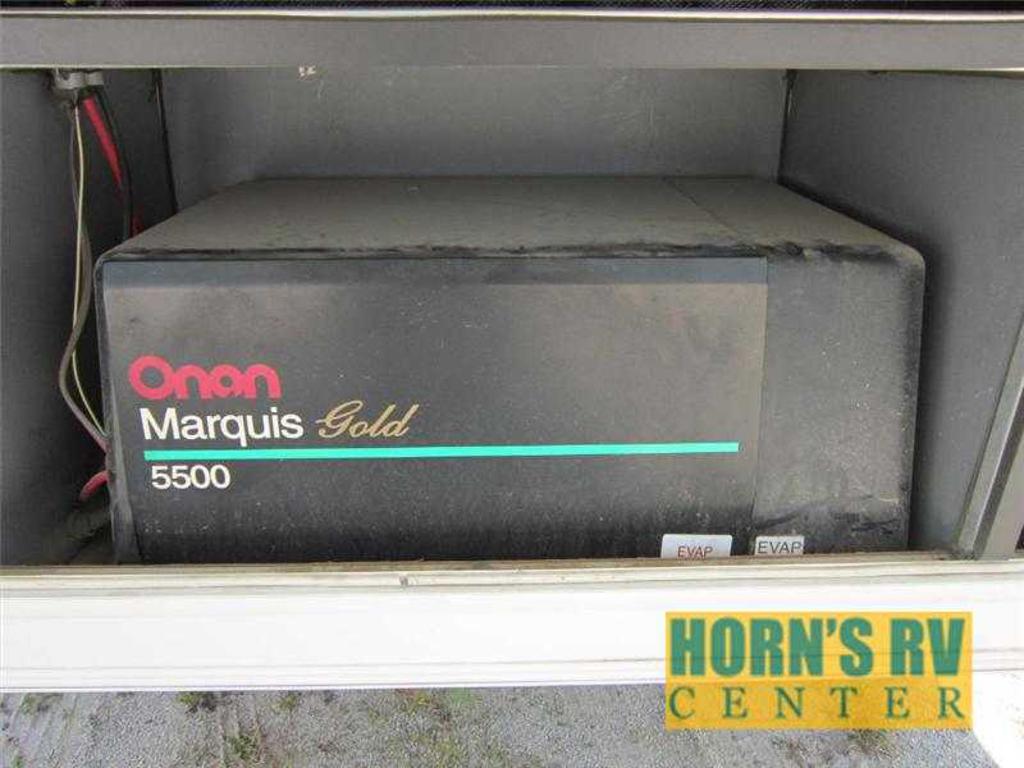 Onan
Marquis Gold
5500
EVAP
EVAP
HORN'S RV
CENTER